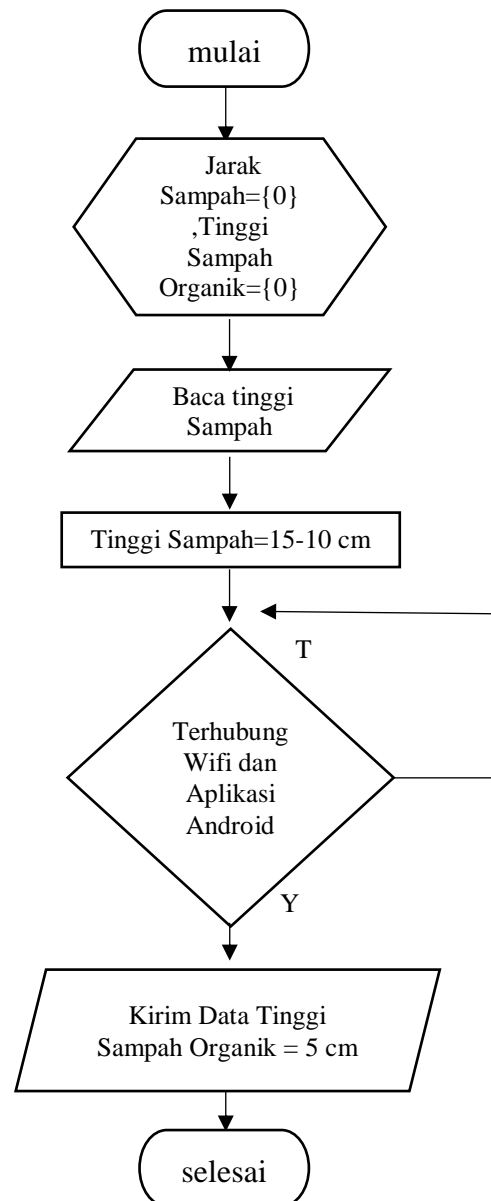 mulai
Jarak
Sampah={0}
,Tinggi
Sampah
Organik={0}
Baca tinggi
Sampah
Tinggi Sampah=15-10 cm
T
Terhubung
Wifi dan
Aplikasi
Android
Y
Kirim Data Tinggi
Sampah Organik = 5 cm
selesai